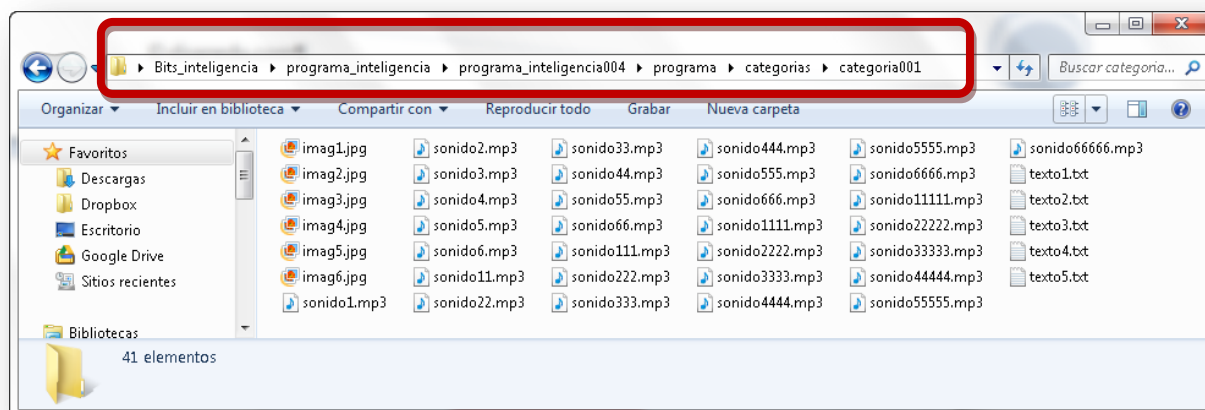 Bits_inteligencia ▸ programa_inteligencia ▸ programa_inteligencia004 ▸ programa ▸ categorias ▸ categoria001 Buscar categoria...
Organizar Incluir en biblioteca Compartir con Reproducir todo Grabar Nueva carpeta
Favoritos
Descargas
Dropbox
Escritorio
Google Drive
Sitios recientes
Bibliotecas
imag1.jpg sonido2.mp3 sonido33.mp3 sonido444.mp3 sonido5555.mp3 sonido66666.mp3
imag2.jpg sonido3.mp3 sonido44.mp3 sonido555.mp3 sonido6666.mp3 texto1.txt
imag3.jpg sonido4.mp3 sonido55.mp3 sonido666.mp3 sonido11111.mp3 texto2.txt
imag4.jpg sonido5.mp3 sonido66.mp3 sonido1111.mp3 sonido22222.mp3 texto3.txt
imag5.jpg sonido6.mp3 sonido111.mp3 sonido2222.mp3 sonido33333.mp3 texto4.txt
imag6.jpg sonido11.mp3 sonido222.mp3 sonido3333.mp3 sonido44444.mp3 texto5.txt
sonido1.mp3 sonido22.mp3 sonido333.mp3 sonido4444.mp3 sonido55555.mp3
41 elementos